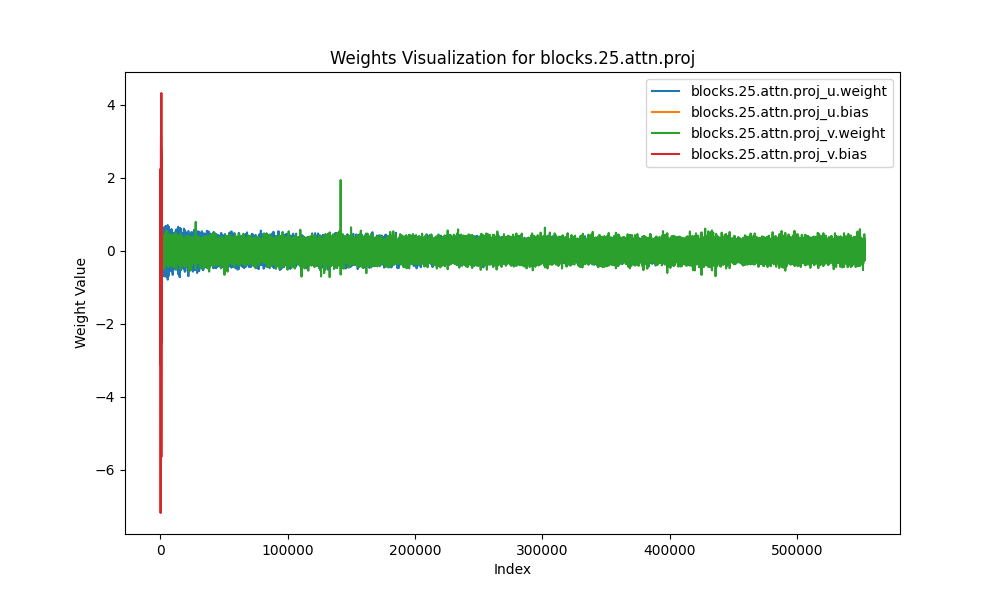 Weights Visualization for blocks.25.attn.proj
blocks.25.attn.proj_u.weight
blocks.25.attn.proj_u.bias
blocks.25.attn.proj_v.weight
blocks.25.attn.proj_v.bias
Weight Value
4
2
0
−2
−4
−6
0 100000 200000 300000 400000 500000
Index